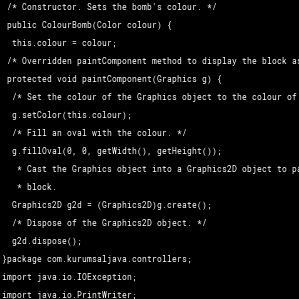 /* Constructor. Sets the bomb's colour. */
public ColourBomb(Color colour) {
this.colour = colour;
/* Overridden paintComponent method to display the block as
protected void paintComponent(Graphics g) {
/* Set the colour of the Graphics object to the colour of
g.setColor(this.colour);
/* Fill an oval with the colour. */
g.fillOval(0, 0, getWidth(), getHeight());
* Cast the Graphics object into a Graphics2D object to pa
* block.
Graphics2D g2d = (Graphics2D)g.create();
/* Dispose of the Graphics2D object. */
g2d.dispose();
}package com.kurumsaljava.controllers;
import java.io.IOException;
import java.io.PrintWriter;